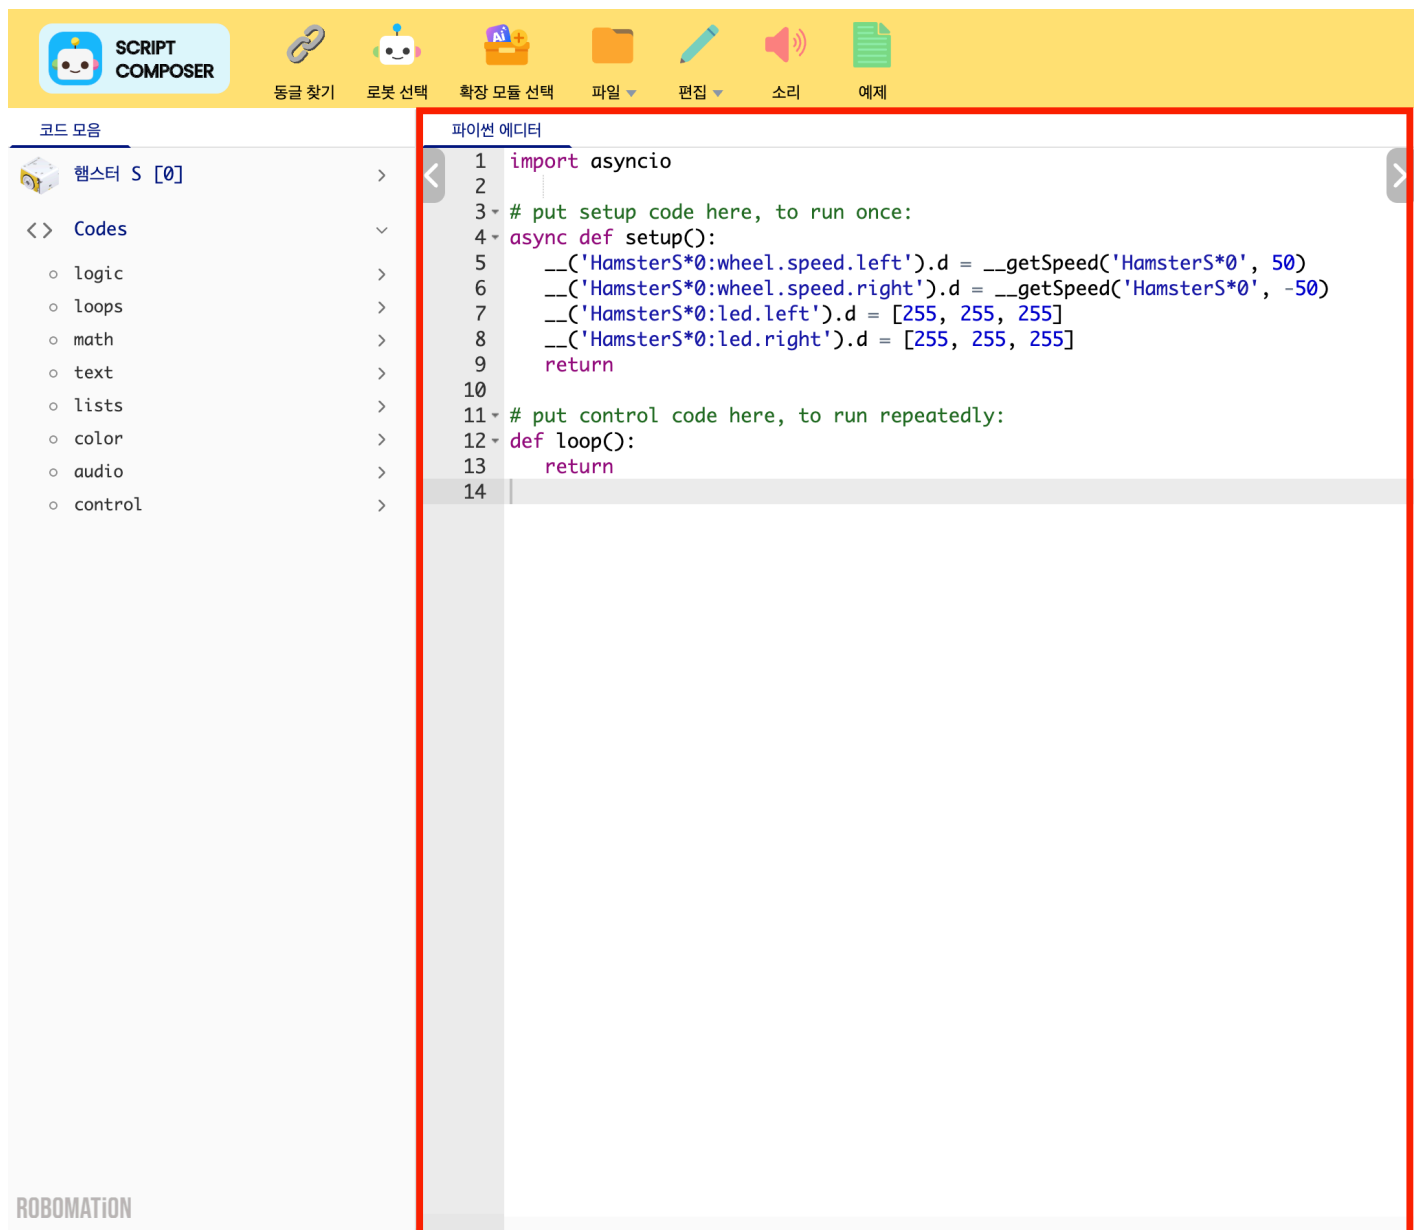 SCRIPT
COMPOSER
동글 찾기
로봇 선택
확장 모듈 선택
Ai
파일
편집
소리
예제
코드 모음
햄스터 S [0]
Codes
logic
loops
math
text
lists
color
audio
control
ROBOMATiON
파이썬 에디터
1 import asyncio
2
3 # put setup code here, to run once:
4 async def setup():
5 __('HamsterS*0:wheel.speed.left').d = __getSpeed('HamsterS*0', 50)
6 __('HamsterS*0:wheel.speed.right').d = __getSpeed('HamsterS*0', -50)
7 __('HamsterS*0:led.left').d = [255, 255, 255]
8 __('HamsterS*0:led.right').d = [255, 255, 255]
9 return
10
11 # put control code here, to run repeatedly:
12 def loop():
13 return
14